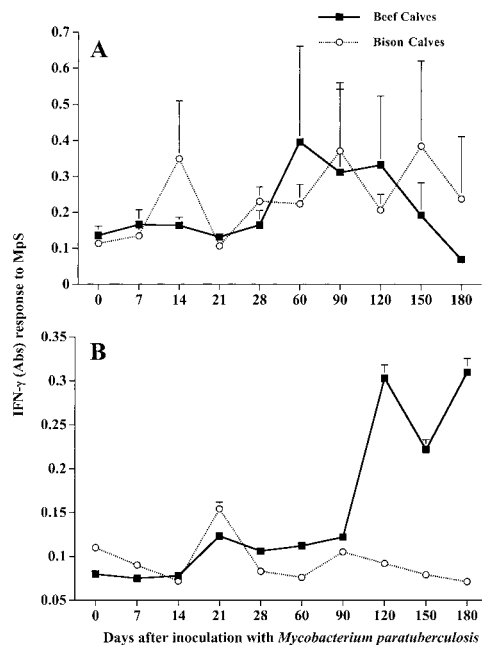 Beef Calves
Bison Calves
A
0.7
0.6
0.5
0.4
0.3
0.2
0.1
0
0 7 14 21 28 60 90 120 150 180
IFN-γ (Abs) response to MpS
B
0.35
0.3
0.25
0.2
0.15
0.1
0.05
0 7 14 21 28 60 90 120 150 180
Days after inoculation with Mycobacterium paratuberculosis